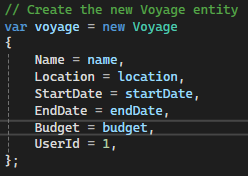 // Create the new Voyage entity
var voyage = new Voyage
{
    Name = name,
    Location = location,
    StartDate = startDate,
    EndDate = endDate,
    Budget = budget,
    UserId = 1,
};